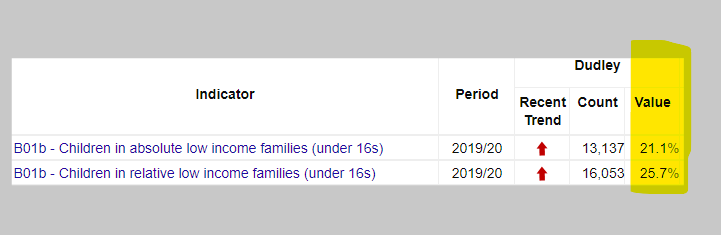 Dudley
Indicator Period Recent Trend Count Value
B01b - Children in absolute low income families (under 16s) 2019/20 13,137 21.1%
B01b - Children in relative low income families (under 16s) 2019/20 16,053 25.7%